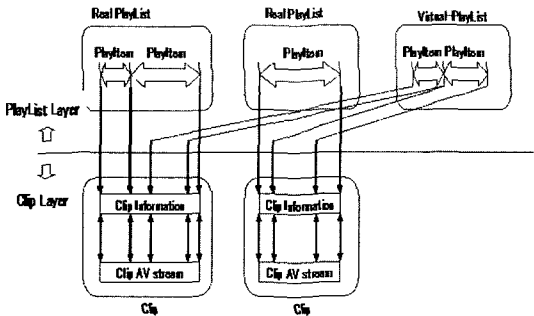 Real PlayList
Real PlayList
Virtual-PlayList
PlayItem PlayItem
PlayItem
PlayItem PlayItem
PlayList Layer
Clip Layer
Clip Information
Clip Information
Clip AV stream
Clip AV stream
Clip
Clip